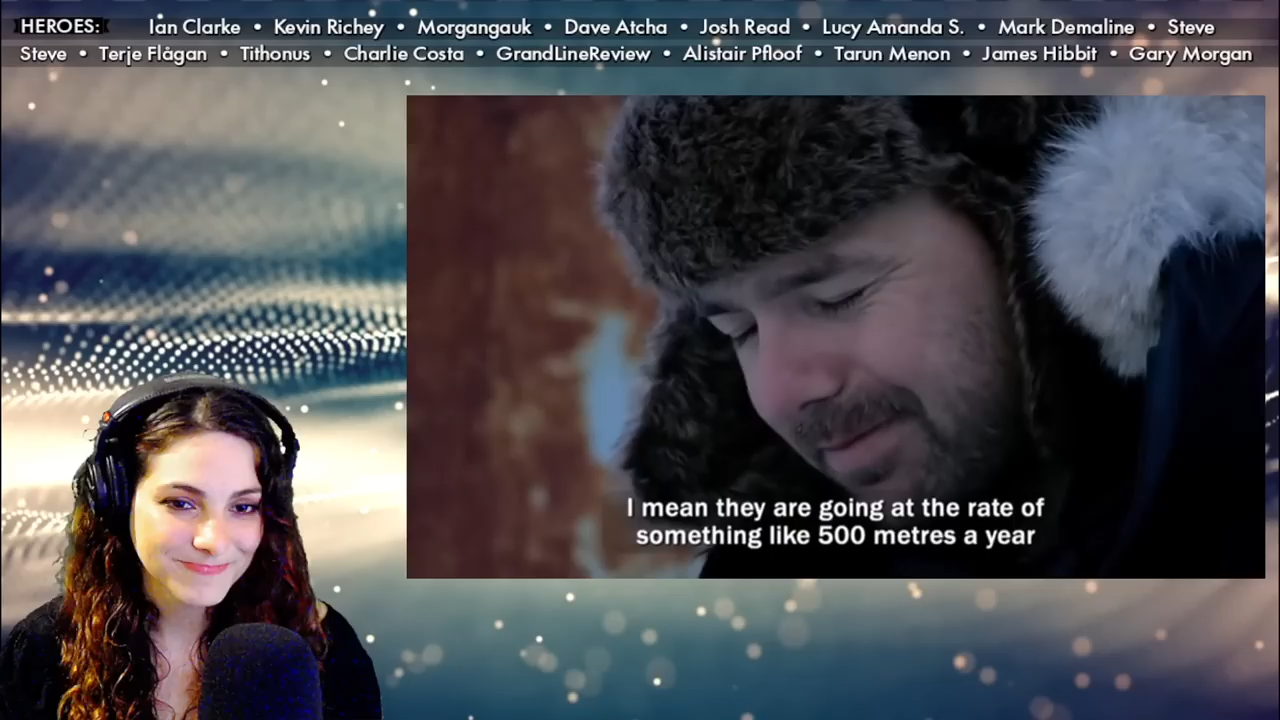 HEROES: Ian Clarke • Kevin Richey • Morgangauk • Dave Atcha • Josh Read • Lucy Amanda S. • Mark Demaline • Steve
Steve • Terje Flågan • Tithonus • Charlie Costa • GrandLineReview • Alistair Pfloof • Tarun Menon • James Hibbit • Gary Morgan
I mean they are going at the rate of
something like 500 metres a year